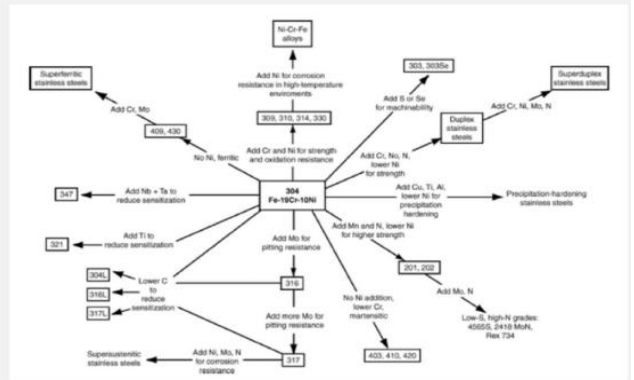 Ni-Cr-Fe
alloys
Add Ni for corrosion
resistance in high-temperature
enviroments
309, 310, 314, 330
Add Cr and Ni for strength
and oxidation resistance
Superferritic
stainless steels
Add Cr, Mo
409, 430
No Ni, ferritic
303, 303Se
Add S or Se
for machinability
Superduplex
stainless steels
Add Cr, Ni, Mo, N
Duplex
stainless
steels
Add Cr, No, N,
lower Ni
for strength
304
Fe-19Cr-10Ni
347
Add Nb + Ta to
reduce sensitization
Add Cu, Ti, Al,
lower Ni for
precipitation
hardening
Precipitation-hardening
stainless steels
321
Add Ti to
reduce sensitization
Add Mo for
pitting resistance
Add Mn and N, lower Ni
for higher strength
201, 202
Add Mo, N
Low-S, high-N grades:
4565S, 2418 MoN,
Rex 734
304L
316L
317L
Lower C
to
reduce
sensitization
316
No Ni addition,
lower Cr,
martensitic
403, 410, 420
Add more Mo for
pitting resistance
317
Add Ni, Mo, N
for corrosion
resistance
Superaustenitic
stainless steels